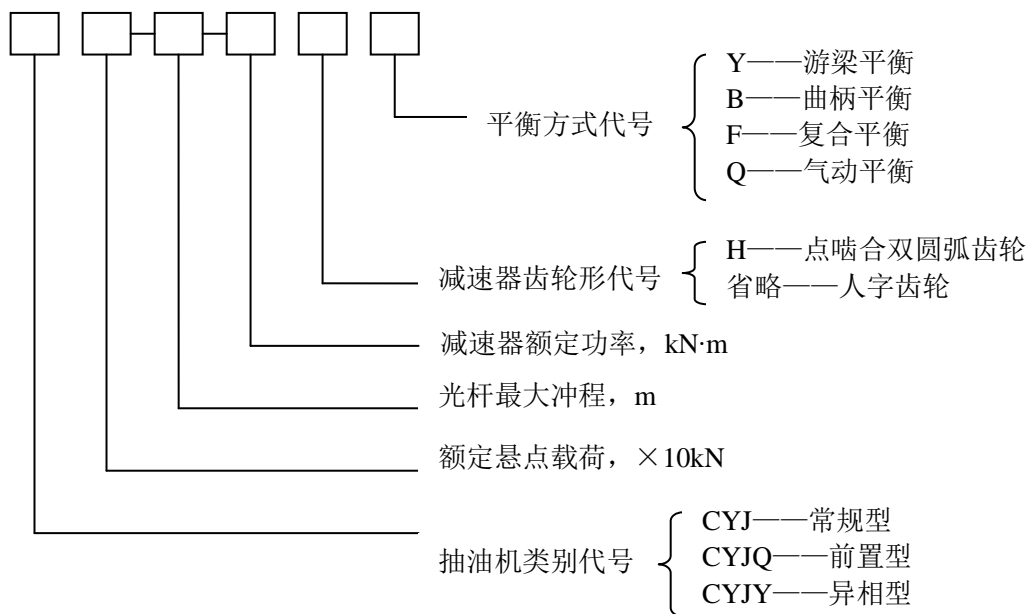 Y——游梁平衡
B——曲柄平衡
平衡方式代号
F——复合平衡
Q——气动平衡
H——点啮合双圆弧齿轮
减速器齿轮形代号
省略——人字齿轮
减速器额定功率，kN·m
光杆最大冲程，m
额定悬点载荷，×10kN
CYJ——常规型
抽油机类别代号
CYJQ——前置型
CYJY——异相型